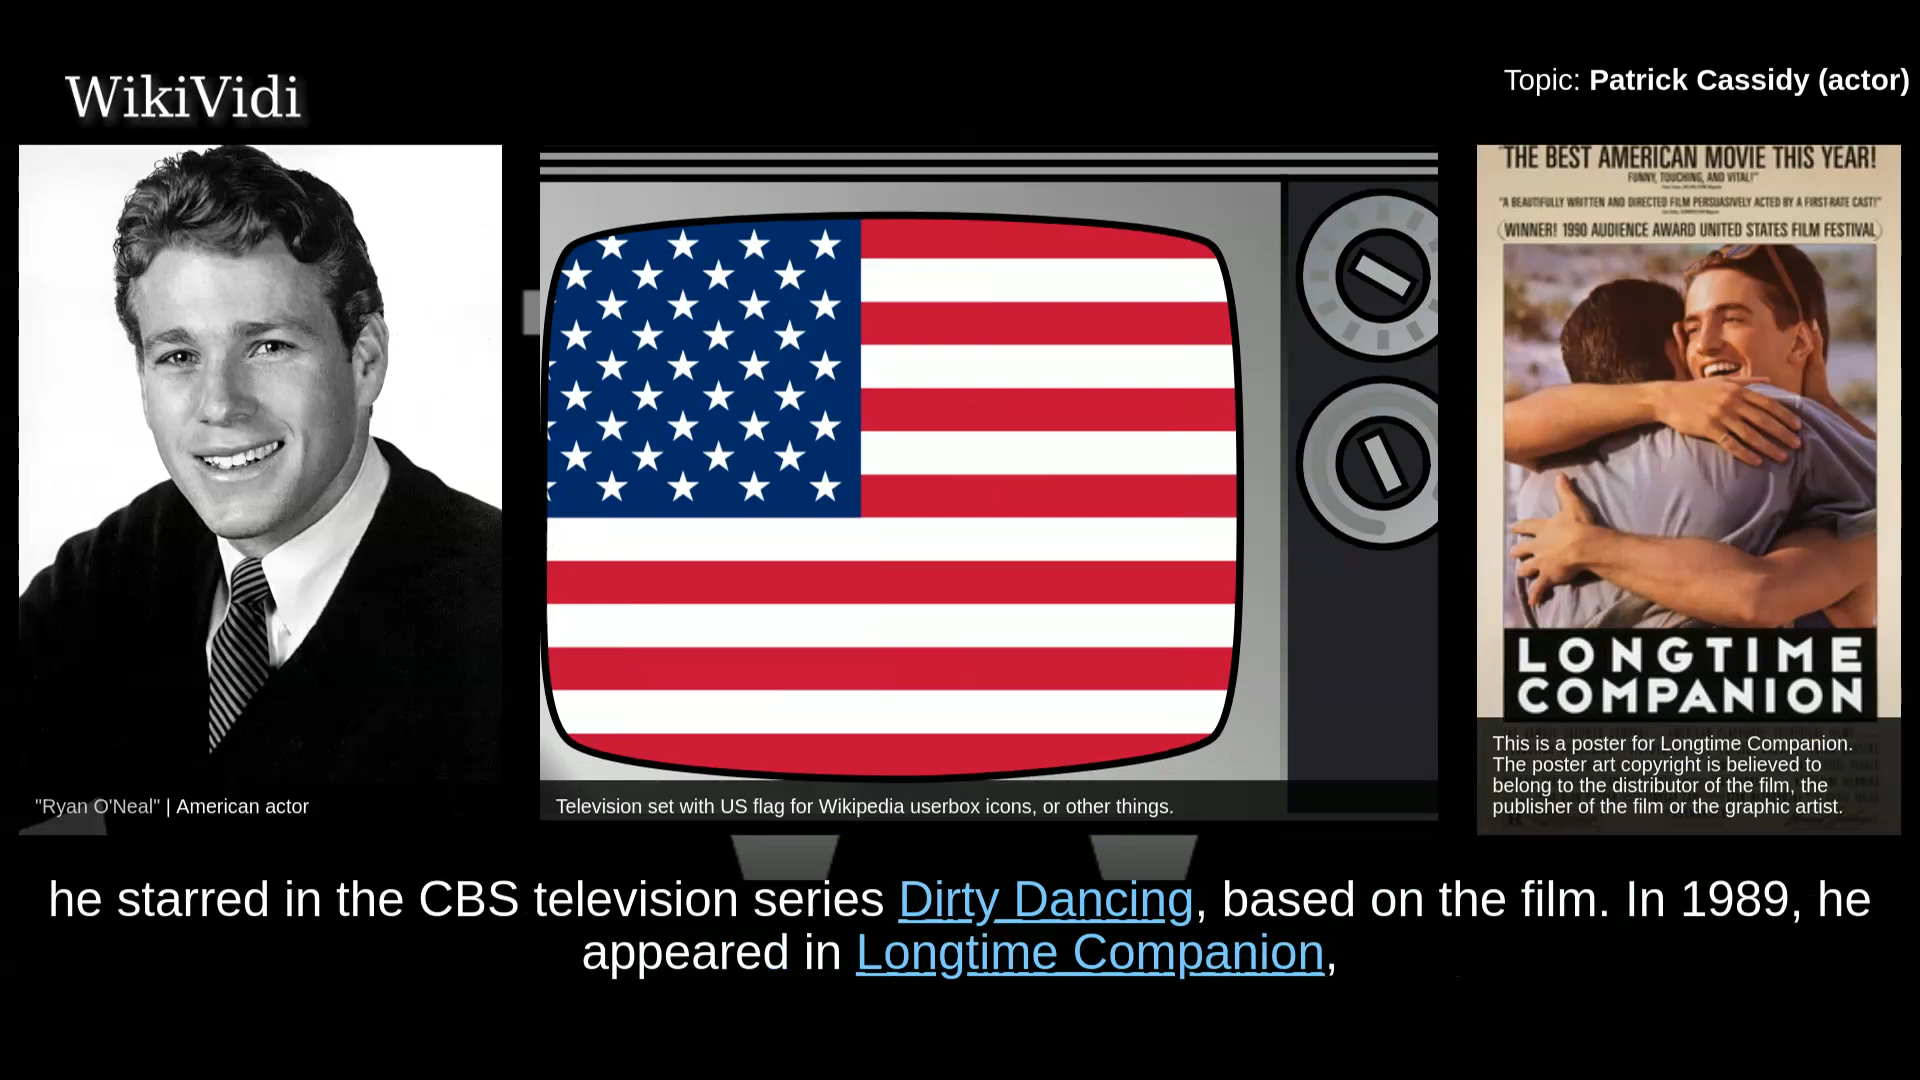 WikiVidi
Topic: Patrick Cassidy (actor)
"THE BEST AMERICAN MOVIE THIS YEAR!
FUNNY, TOUCHING, AND VITAL!"
"A BEAUTIFULLY WRITTEN AND DIRECTED FILM PERSUASIVELY ACTED BY A FIRST-RATE CAST!"
(WINNER! 1990 AUDIENCE AWARD UNITED STATES FILM FESTIVAL)
LONGTIME
COMPANION
"Ryan O'Neal" | American actor
Television set with US flag for Wikipedia userbox icons, or other things.
This is a poster for Longtime Companion.
The poster art copyright is believed to
belong to the distributor of the film, the
publisher of the film or the graphic artist.
he starred in the CBS television series Dirty Dancing, based on the film. In 1989, he
appeared in Longtime Companion,